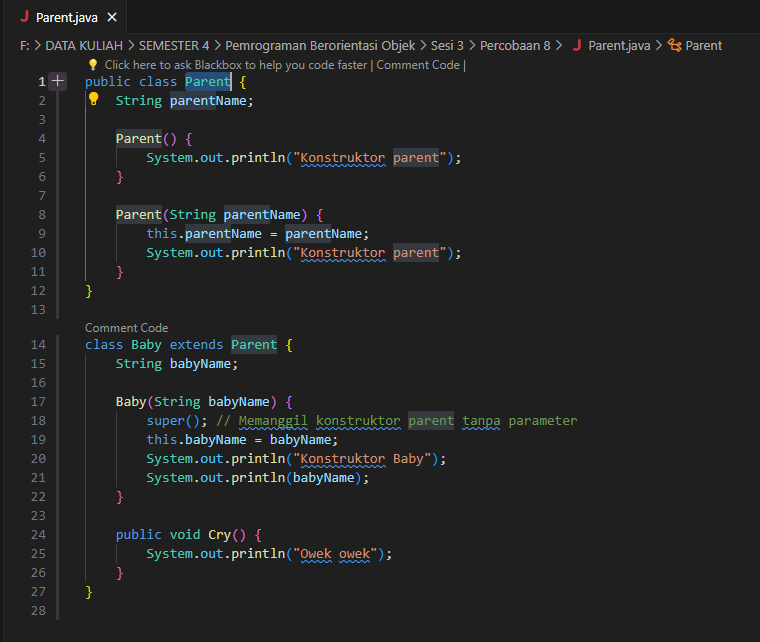 J Parent.java ×
F: > DATA KULIAH > SEMESTER 4 > Pemrograman Berorientasi Objek > Sesi 3 > Percobaan 8 > J Parent.java > Parent
Click here to ask Blackbox to help you code faster | Comment Code |
1 + public class Parent {
2 String parentName;
3
4 Parent() {
5 System.out.println("Konstruktor parent");
6 }
7
8 Parent(String parentName) {
9 this.parentName = parentName;
10 System.out.println("Konstruktor parent");
11 }
12 }
13
Comment Code
14 class Baby extends Parent {
15 String babyName;
16
17 Baby(String babyName) {
18 super(); // Memanggil konstruktor parent tanpa parameter
19 this.babyName = babyName;
20 System.out.println("Konstruktor Baby");
21 System.out.println(babyName);
22 }
23
24 public void Cry() {
25 System.out.println("Owek owek");
26 }
27 }
28